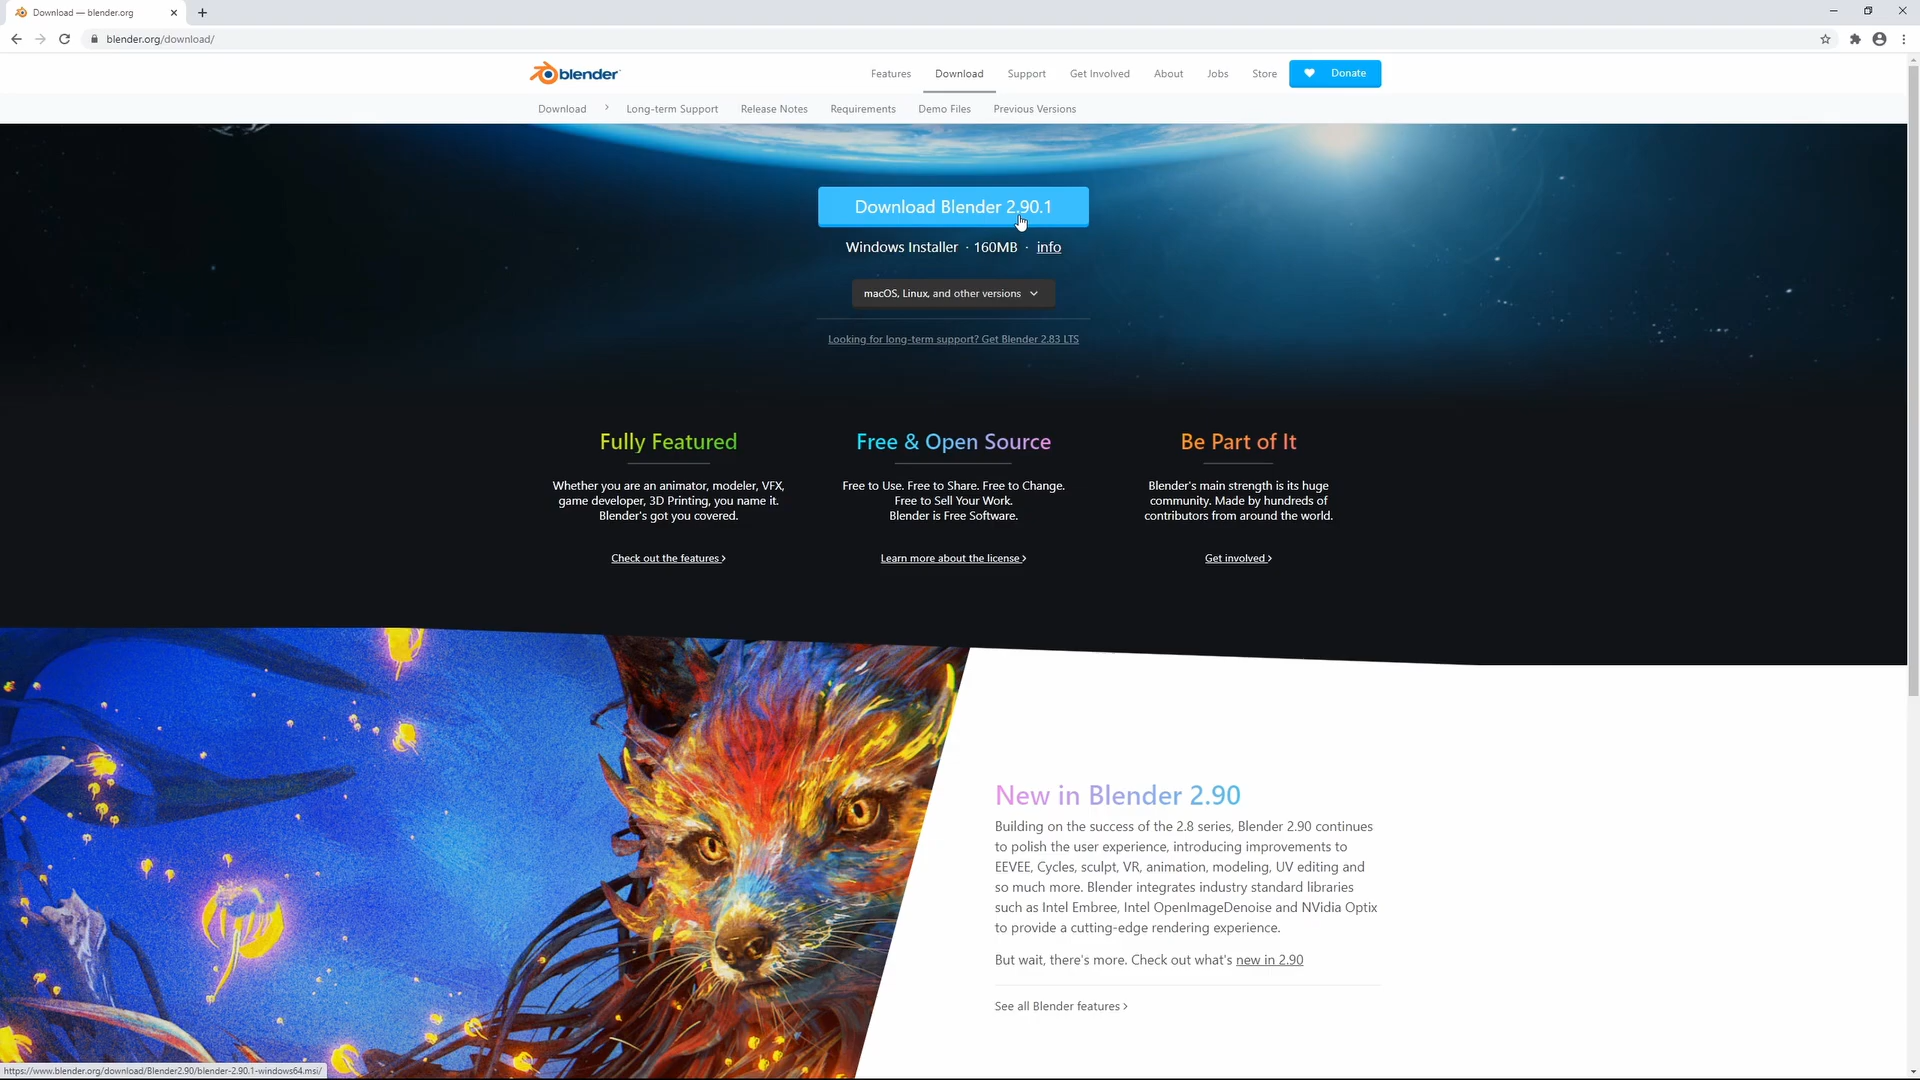 Download — blender.org
blender.org/download/
blender
Features
Download
Support
Get Involved
About
Jobs
Store
Donate
Download
Long-term Support
Release Notes
Requirements
Demo Files
Previous Versions
Download Blender 2.90.1
Windows Installer · 160MB · info
macOS, Linux, and other versions
Looking for long-term support? Get Blender 2.83 LTS
Fully Featured
Whether you are an animator, modeler, VFX,
game developer, 3D Printing, you name it.
Blender's got you covered.
Check out the features ›
Free & Open Source
Free to Use. Free to Share. Free to Change.
Free to Sell Your Work.
Blender is Free Software.
Learn more about the license ›
Be Part of It
Blender's main strength is its huge
community. Made by hundreds of
contributors from around the world.
Get involved ›
New in Blender 2.90
Building on the success of the 2.8 series, Blender 2.90 continues
to polish the user experience, introducing improvements to
EEVEE, Cycles, sculpt, VR, animation, modeling, UV editing and
so much more. Blender integrates industry standard libraries
such as Intel Embree, Intel OpenImageDenoise and NVidia Optix
to provide a cutting-edge rendering experience.
But wait, there's more. Check out what's new in 2.90
See all Blender features ›
https://www.blender.org/download/Blender2.90/blender-2.90.1-windows64.msi/